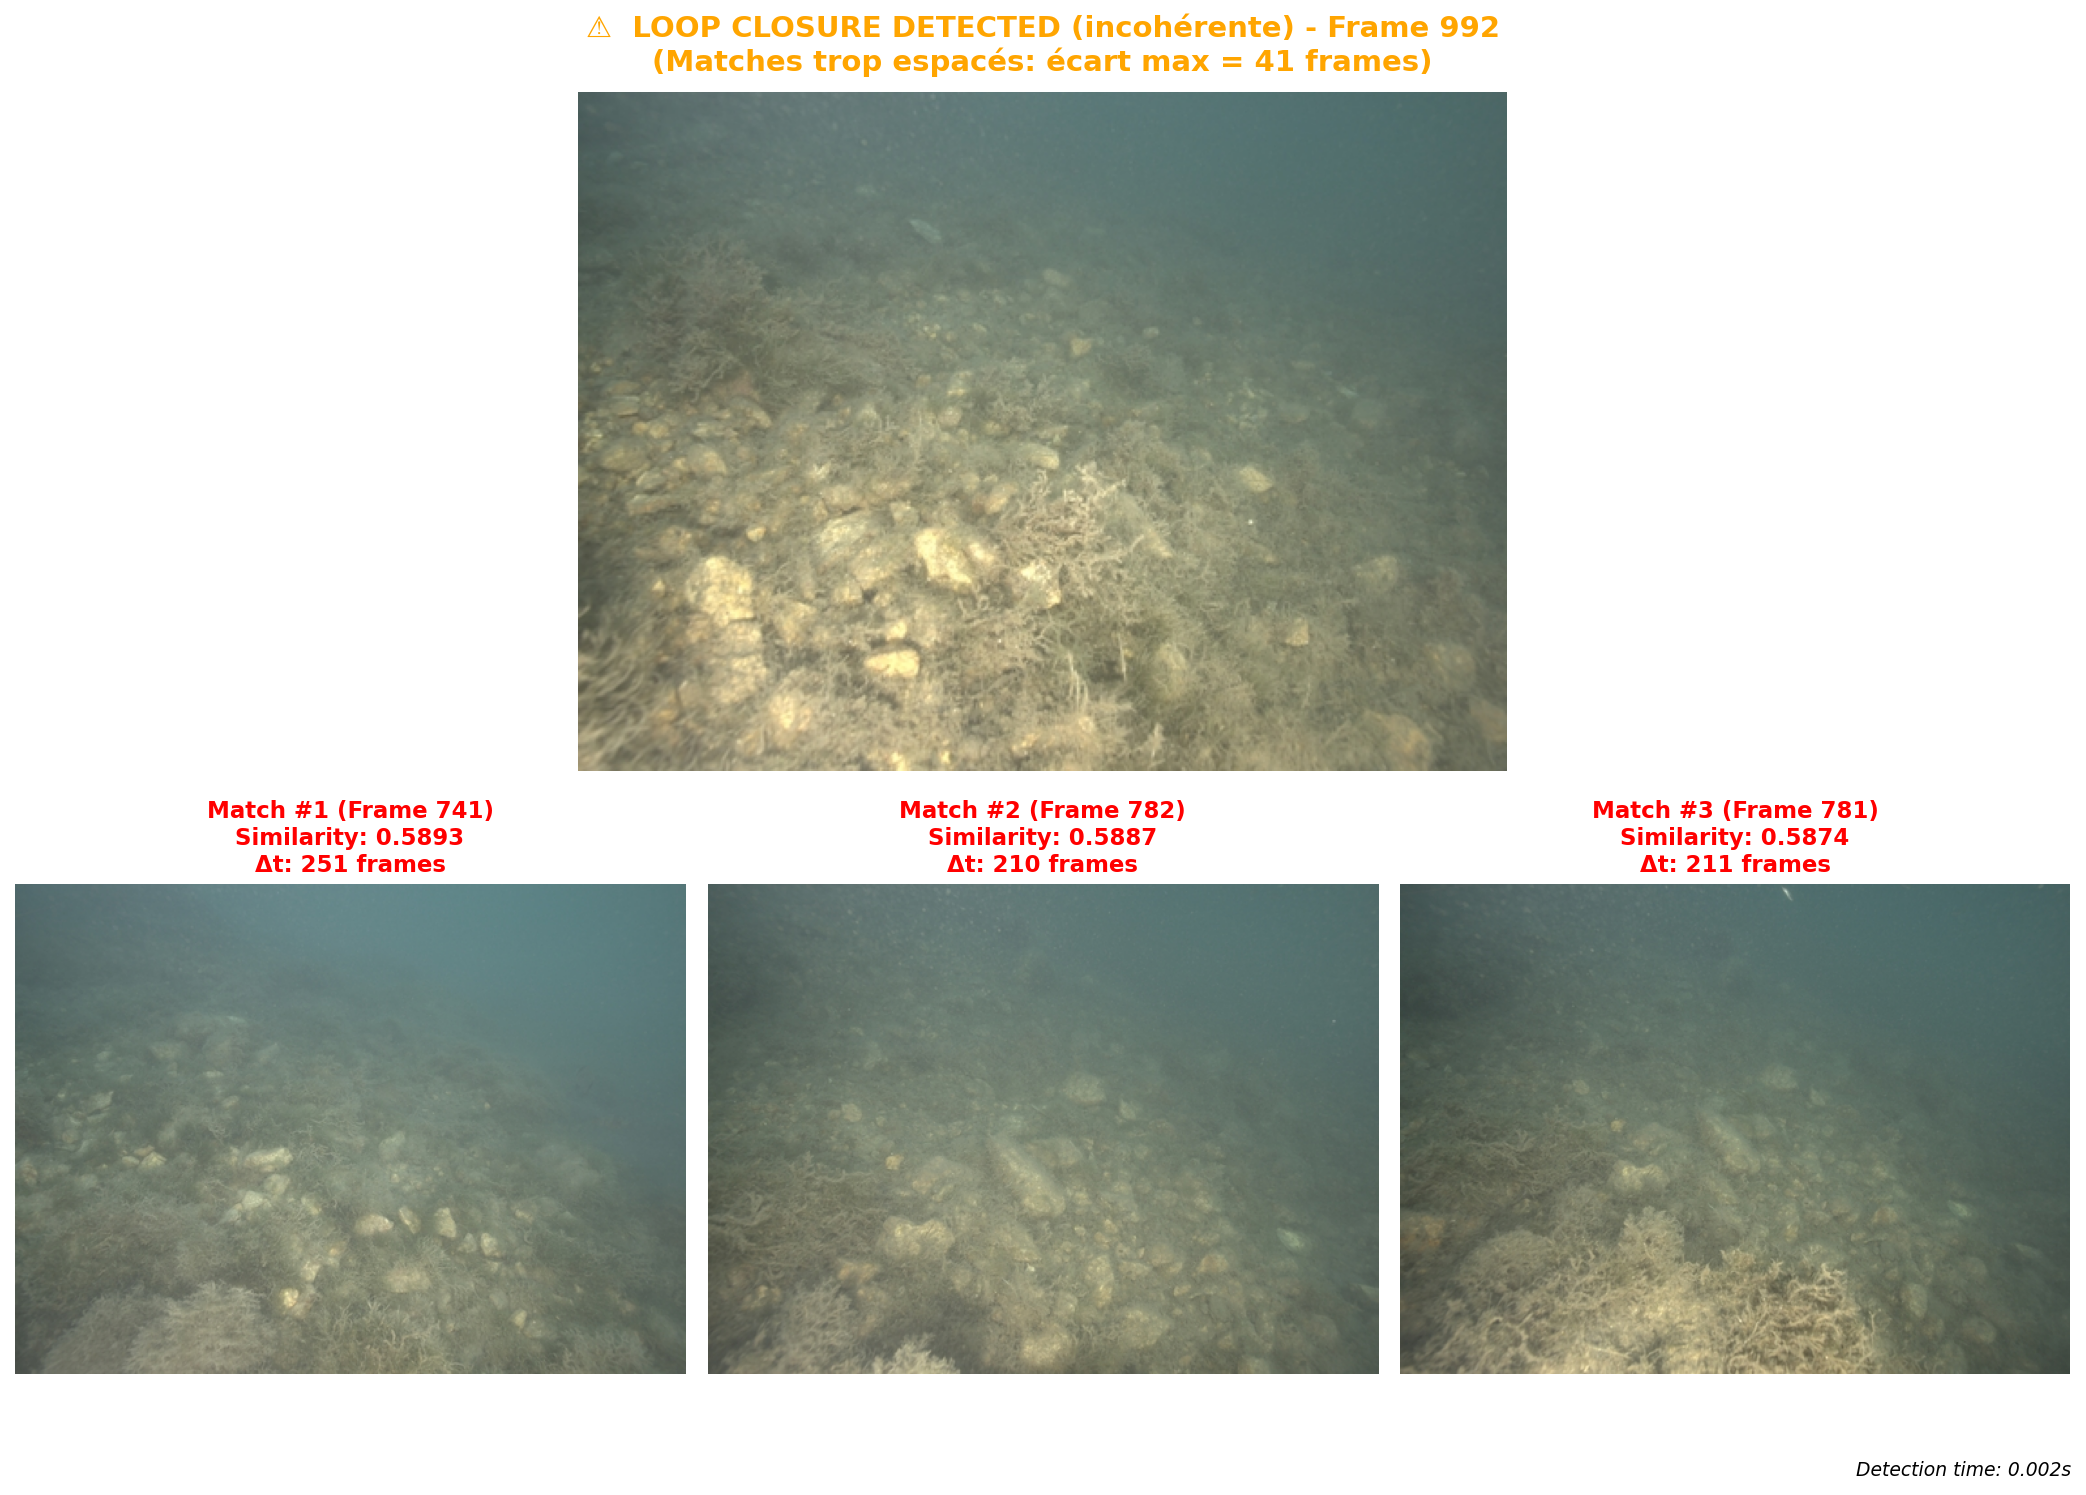 ⚠ LOOP CLOSURE DETECTED (incohérente) - Frame 992
(Matches trop espacés: écart max = 41 frames)
Match #1 (Frame 741)
Similarity: 0.5893
Δt: 251 frames
Match #2 (Frame 782)
Similarity: 0.5887
Δt: 210 frames
Match #3 (Frame 781)
Similarity: 0.5874
Δt: 211 frames
Detection time: 0.002s